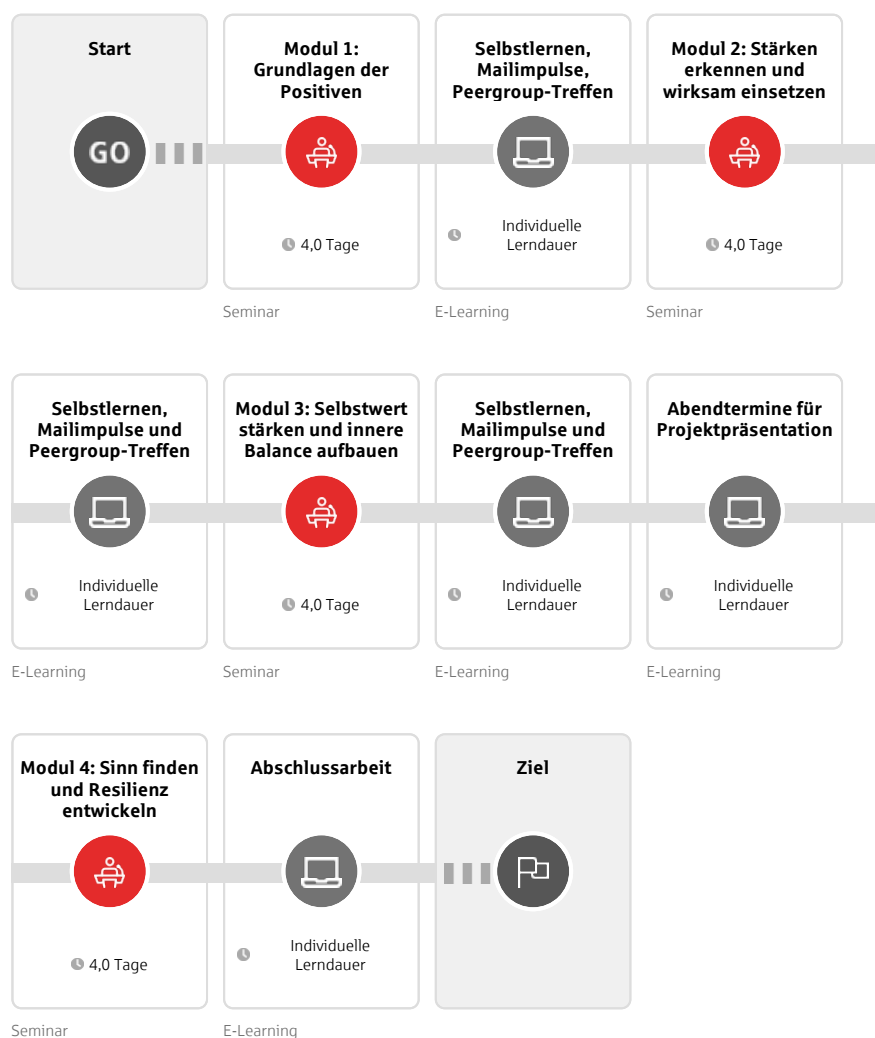 Start
GO
Modul 1:
Grundlagen der
Positiven
4,0 Tage
Seminar
Selbstlernen,
Mailimpulse,
Peergroup-Treffen
Individuelle
Lerndauer
E-Learning
Modul 2: Stärken
erkennen und
wirksam einsetzen
4,0 Tage
Seminar
Selbstlernen,
Mailimpulse und
Peergroup-Treffen
Individuelle
Lerndauer
E-Learning
Modul 3: Selbstwert
stärken und innere
Balance aufbauen
4,0 Tage
Seminar
Selbstlernen,
Mailimpulse und
Peergroup-Treffen
Individuelle
Lerndauer
E-Learning
Abendtermine für
Projektpräsentation
Individuelle
Lerndauer
E-Learning
Modul 4: Sinn finden
und Resilienz
entwickeln
4,0 Tage
Seminar
Abschlussarbeit
Individuelle
Lerndauer
E-Learning
Ziel